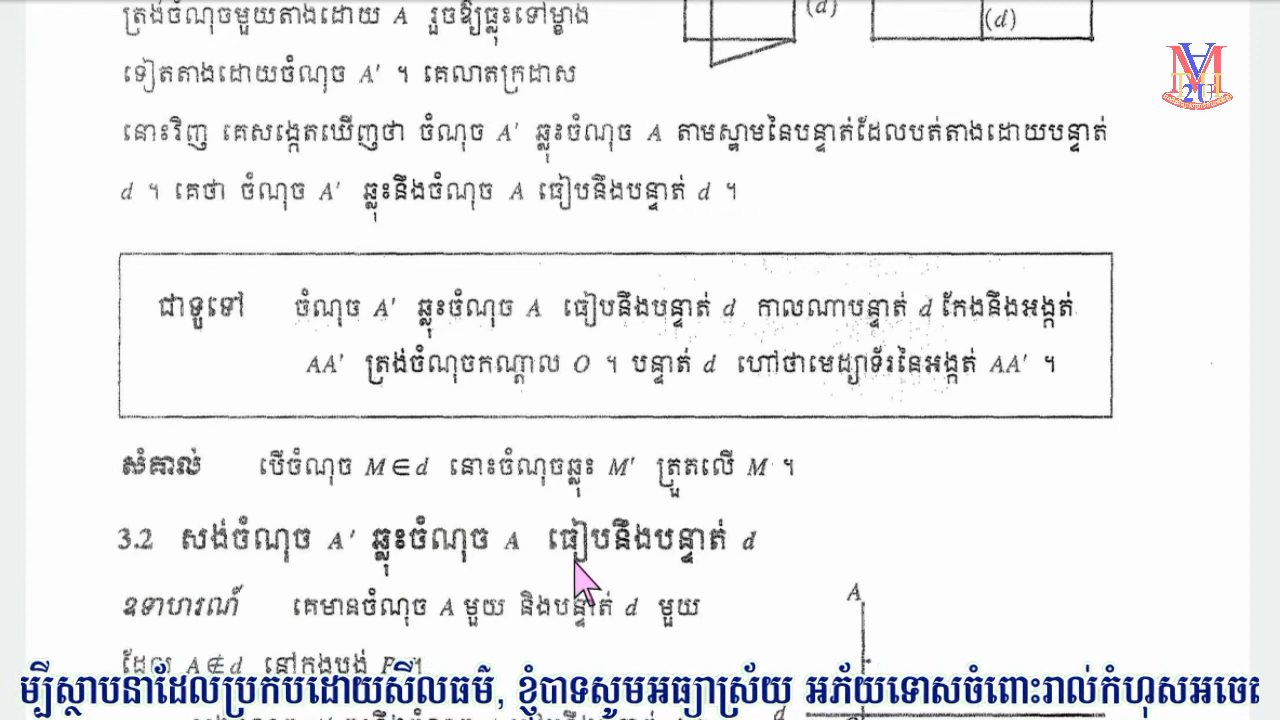 ត្រង់ចំណុចមួយតាងដោយ A រួចឱ្យធ្លុះទៅម្ខាង
(d)
(d)
ទៀតតាងដោយចំណុច A' ។ គេលាតក្រដាស
នោះវិញ គេសង្កេតឃើញថា ចំណុច A' ឆ្លុះចំណុច A តាមស្នាមនៃបន្ទាត់ដែលបត់តាងដោយបន្ទាត់
d ។ គេថា ចំណុច A' ឆ្លុះនឹងចំណុច A ធៀបនឹងបន្ទាត់ d ។
ជាទូទៅ ចំណុច A' ឆ្លុះចំណុច A ធៀបនឹងបន្ទាត់ d កាលណាបន្ទាត់ d កែងនឹងអង្កត់
AA' ត្រង់ចំណុចកណ្តាល O ។ បន្ទាត់ d ហៅថាមេដ្យាទ័រនៃអង្កត់ AA' ។
សំគាល់ បើចំណុច M ∈ d នោះចំណុចឆ្លុះ M' ត្រួតលើ M ។
3.2 សង់ចំណុច A' ឆ្លុះចំណុច A ធៀបនឹងបន្ទាត់ d
ឧទាហរណ៍ គេមានចំណុច A មួយ និងបន្ទាត់ d មួយ
A
ដែល A ∉ d នៅក្នុងប្លង់ P ។
ម្បីស្ថាបនាដែលប្រកបដោយសីលធម៌, ខ្ញុំបាទសូមអធ្យាស្រ័យ អភ័យទោសចំពោះរាល់កំហុសអចេត
d